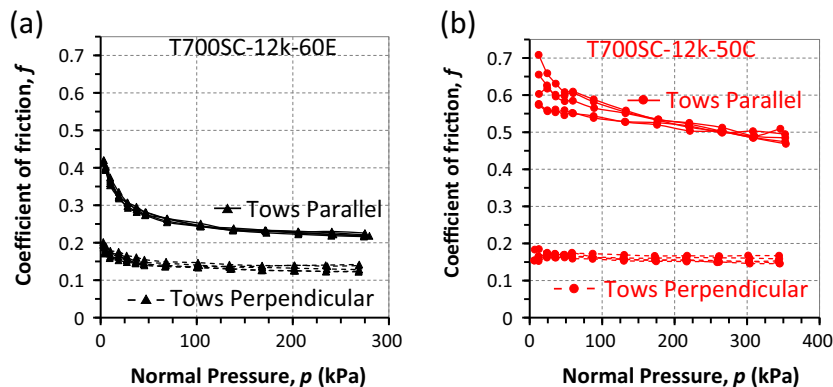 (a)
T700SC-12k-60E
Coefficient of friction, f
0.7
0.6
0.5
0.4
0.3
0.2
0.1
0
Tows Parallel
Tows Perpendicular
0 100 200 300
Normal Pressure, p (kPa)
(b)
T700SC-12k-50C
Coefficient of friction, f
0.7
0.6
0.5
0.4
0.3
0.2
0.1
0
Tows Parallel
Tows Perpendicular
0 100 200 300 400
Normal Pressure, p (kPa)